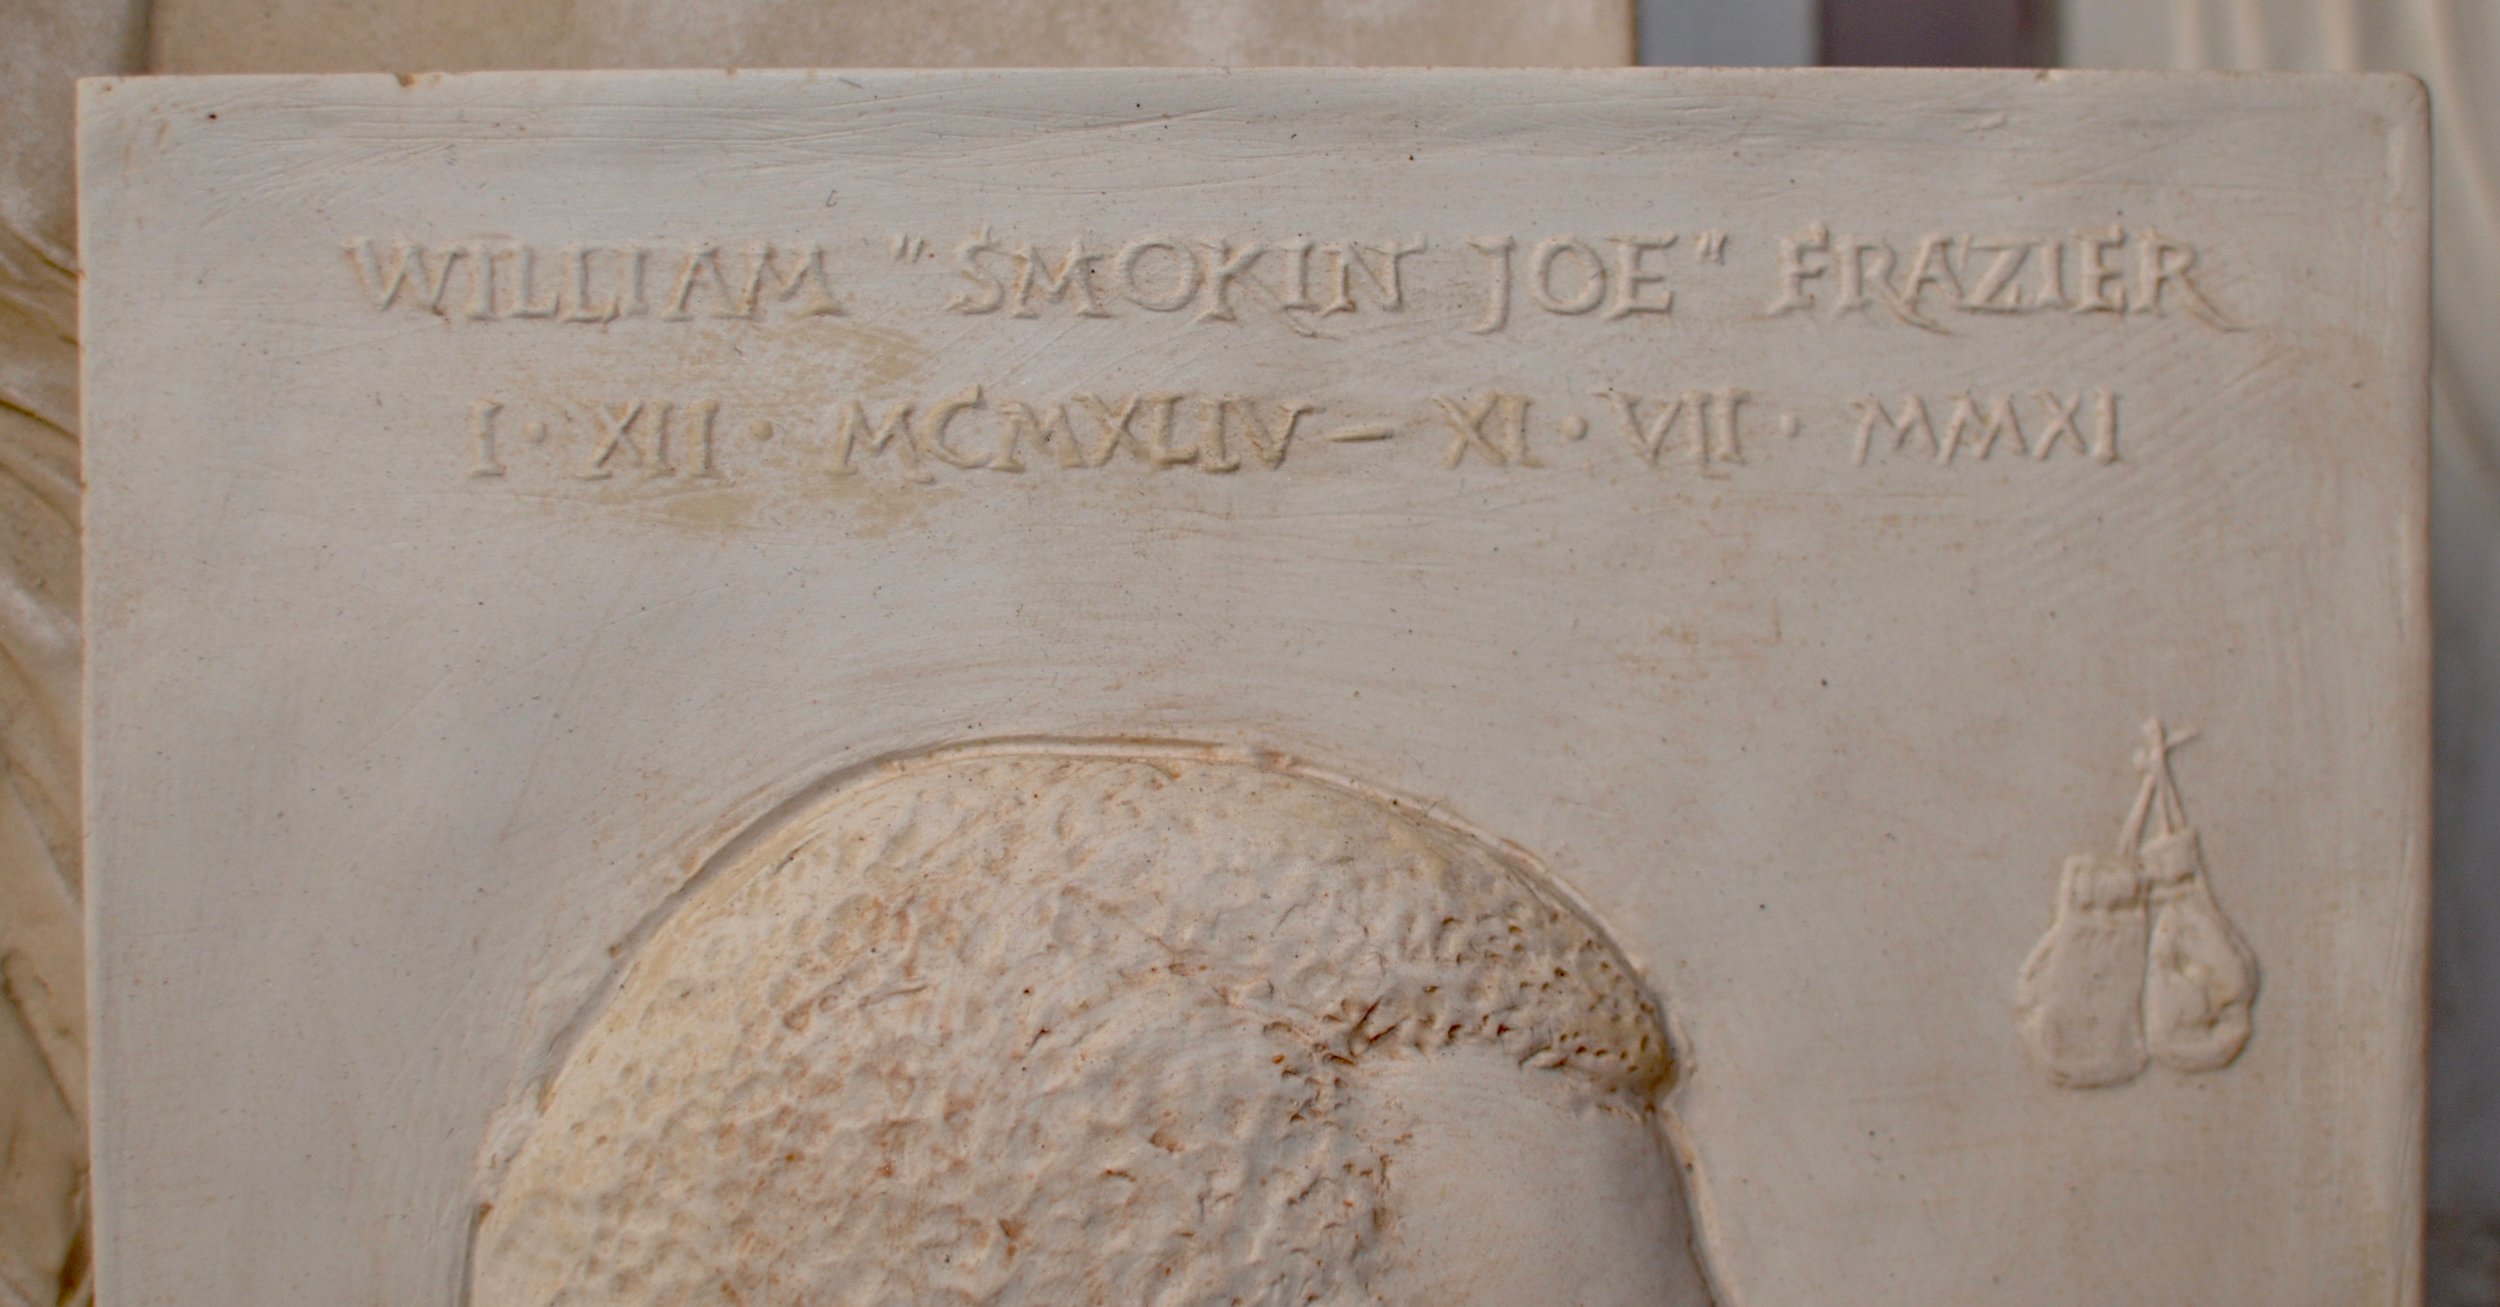 WILLIAM "SMOKIN JOE" FRAZIER
I · XII · MCMXLIV – XI · VII · MMXI